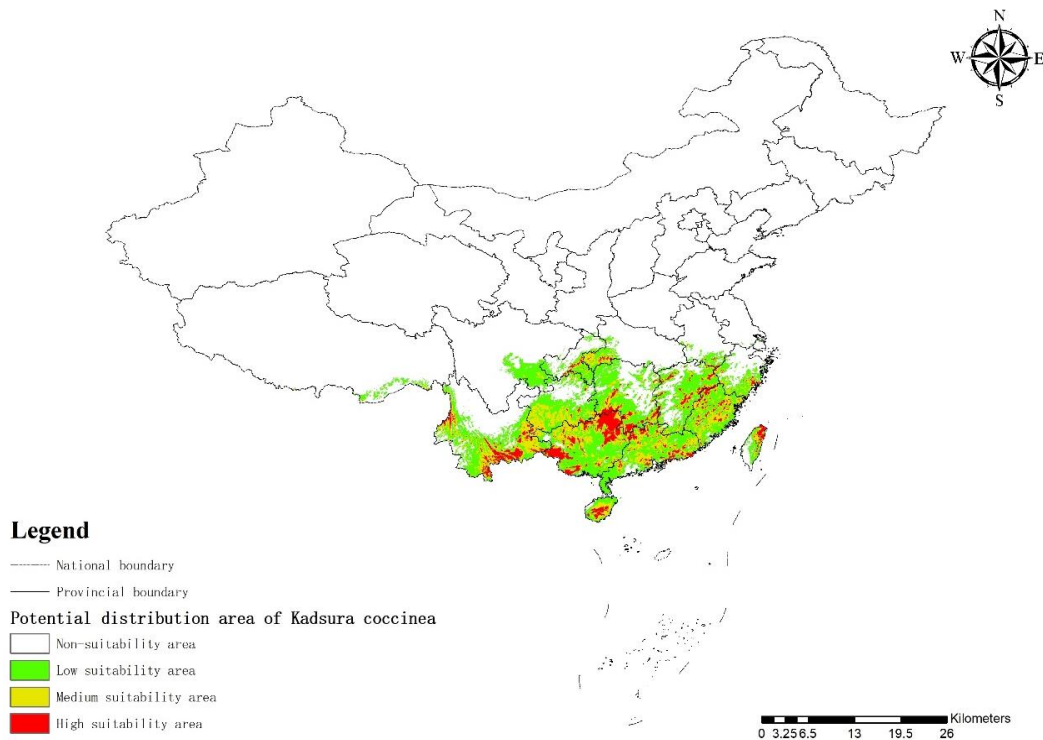 N
W E
S
Legend
National boundary
Provincial boundary
Potential distribution area of Kadsura coccinea
Non-suitability area
Low suitability area
Medium suitability area
High suitability area
Kilometers
0 3.25 6.5 13 19.5 26